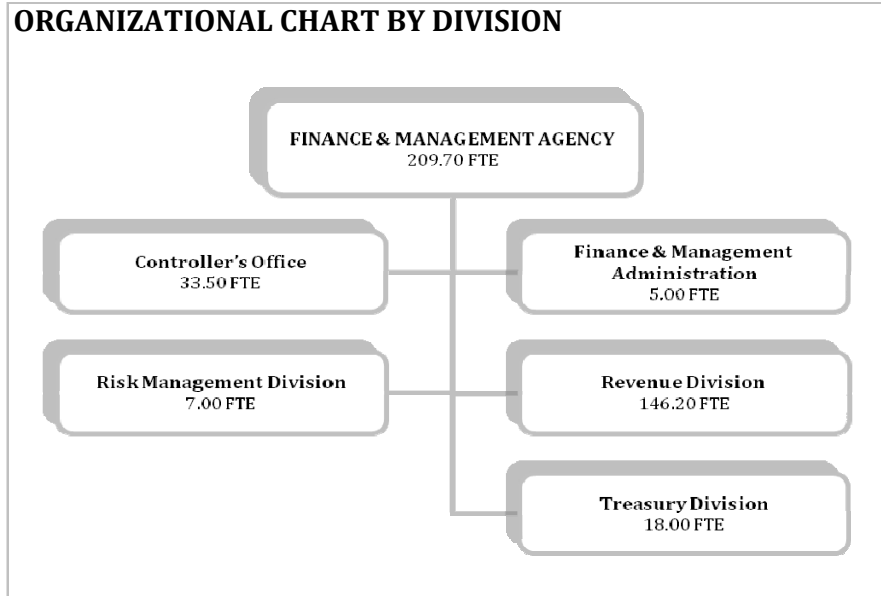 ORGANIZATIONAL CHART BY DIVISION
FINANCE & MANAGEMENT AGENCY
209.70 FTE
Controller's Office
33.50 FTE
Finance & Management
Administration
5.00 FTE
Risk Management Division
7.00 FTE
Revenue Division
146.20 FTE
Treasury Division
18.00 FTE